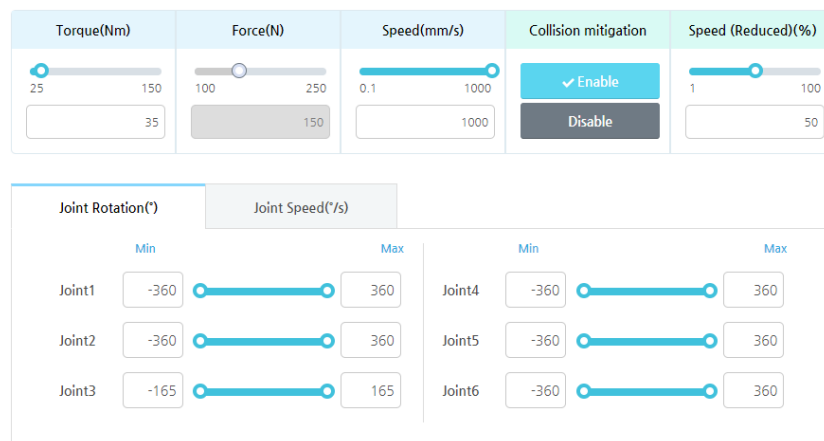 Torque(Nm) Force(N) Speed(mm/s) Collision mitigation Speed (Reduced)(%)
25 150 100 250 0.1 1000 Enable 1 100
35 150 1000 Disable 50
Joint Rotation(°) Joint Speed(°/s)
Min Max Min Max
Joint1 -360 360 Joint4 -360 360
Joint2 -360 360 Joint5 -360 360
Joint3 -165 165 Joint6 -360 360